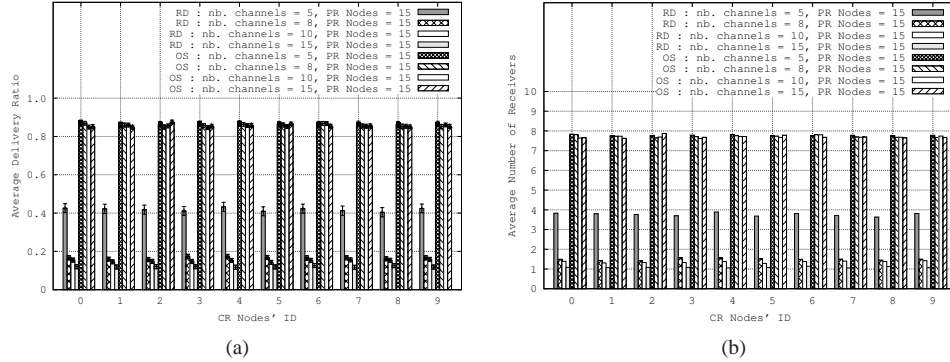 RD : nb. channels = 5, PR Nodes = 15
RD : nb. channels = 8, PR Nodes = 15
RD : nb. channels = 10, PR Nodes = 15
RD : nb. channels = 15, PR Nodes = 15
OS : nb. channels = 5, PR Nodes = 15
OS : nb. channels = 8, PR Nodes = 15
OS : nb. channels = 10, PR Nodes = 15
OS : nb. channels = 15, PR Nodes = 15
Average Delivery Ratio
1.0
0.8
0.6
0.4
0.2
0
0 1 2 3 4 5 6 7 8 9
CR Nodes' ID
(a)
RD : nb. channels = 5, PR Nodes = 15
RD : nb. channels = 8, PR Nodes = 15
RD : nb. channels = 10, PR Nodes = 15
RD : nb. channels = 15, PR Nodes = 15
OS : nb. channels = 5, PR Nodes = 15
OS : nb. channels = 8, PR Nodes = 15
OS : nb. channels = 10, PR Nodes = 15
OS : nb. channels = 15, PR Nodes = 15
Average Number of Receivers
10
9
8
7
6
5
4
3
2
1
0
0 1 2 3 4 5 6 7 8 9
CR Nodes' ID
(b)